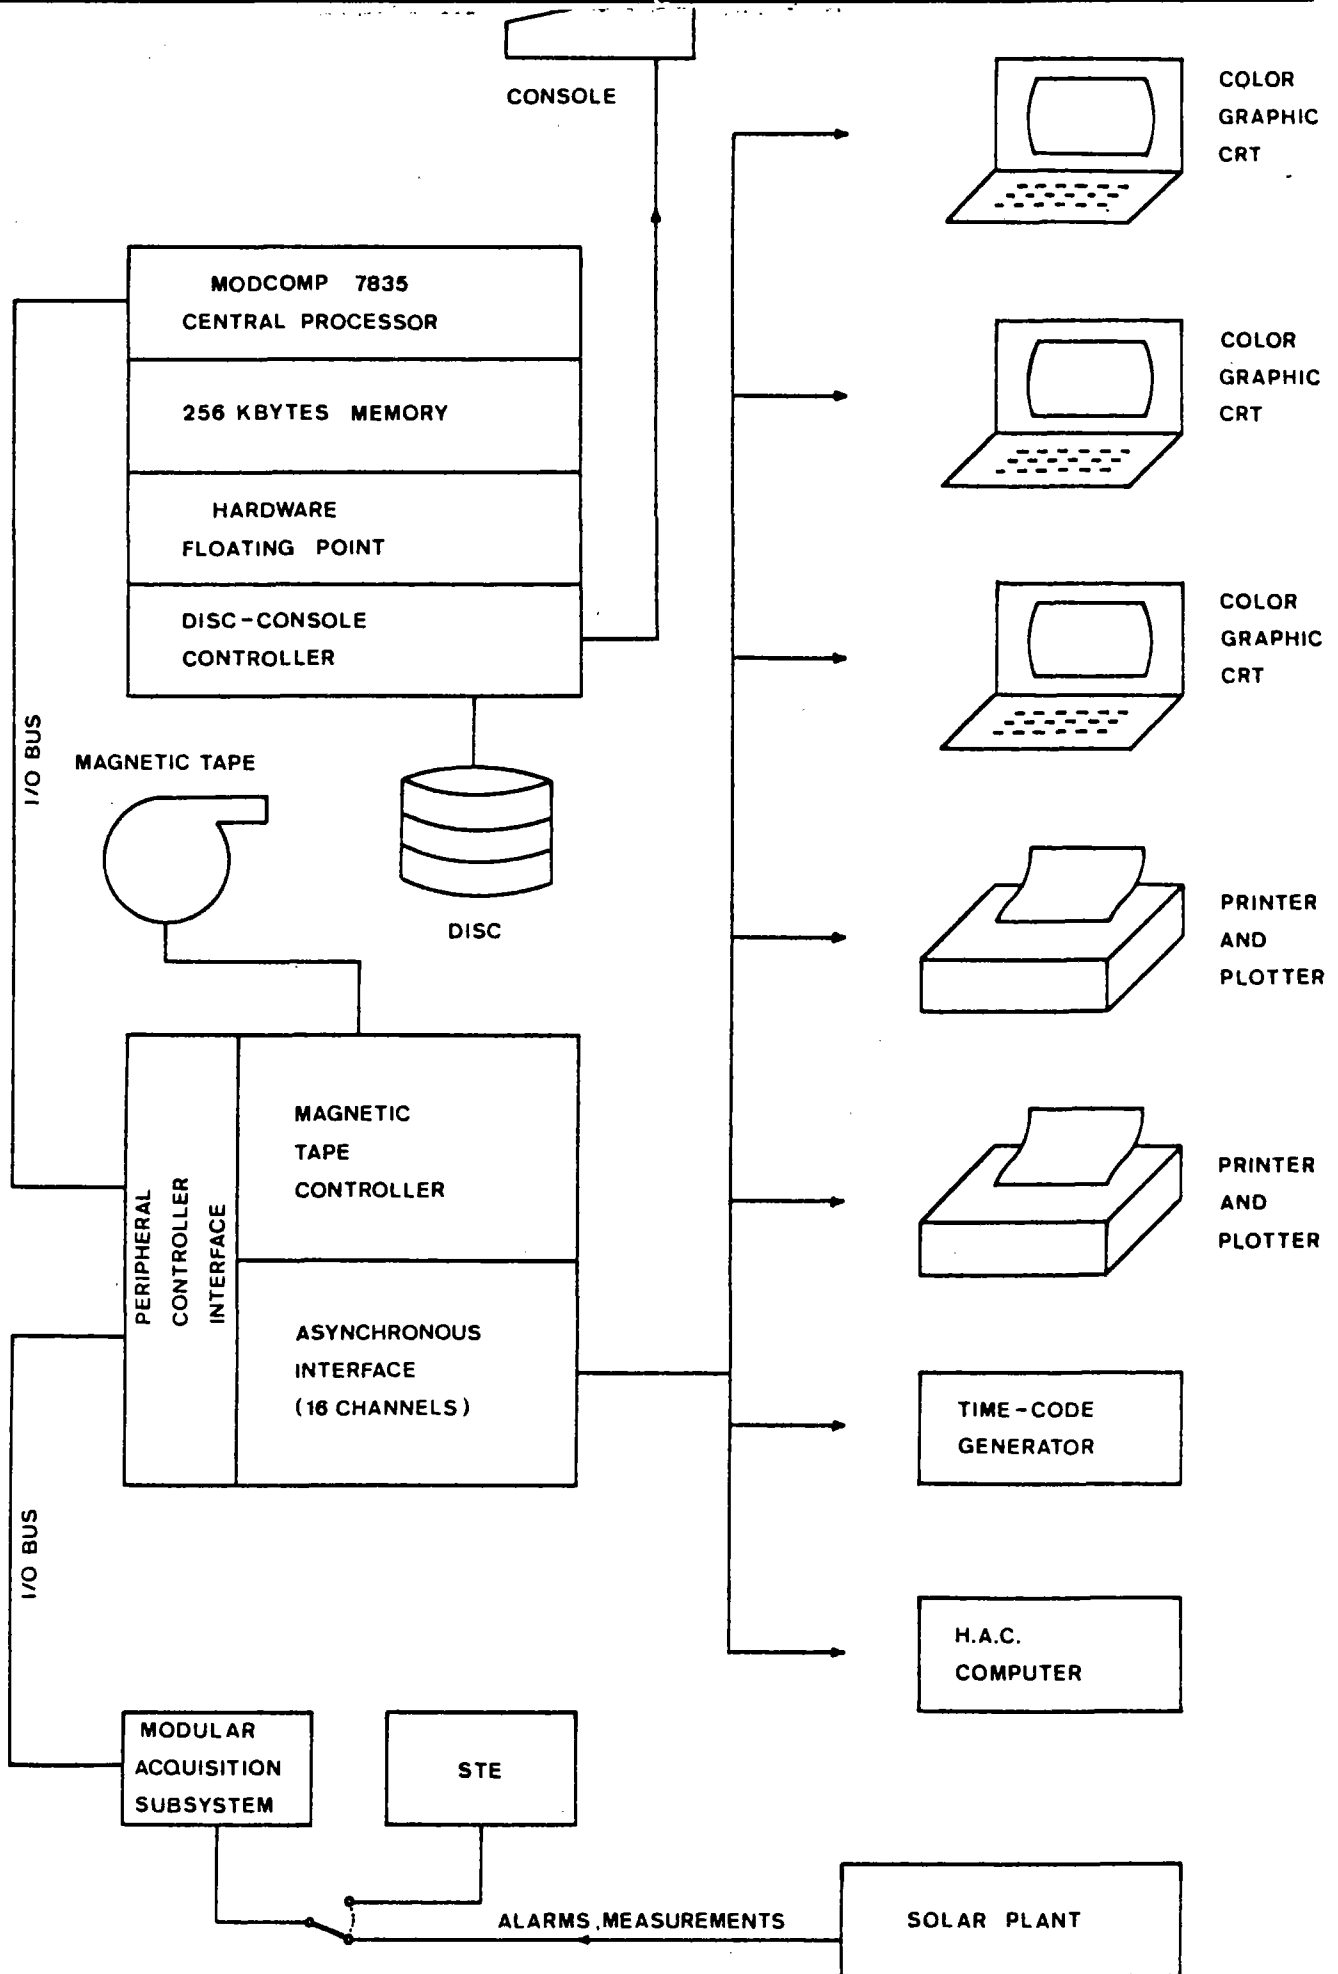 CONSOLE
COLOR
GRAPHIC
CRT
MODCOMP 7835
CENTRAL PROCESSOR
256 KBYTES MEMORY
HARDWARE
FLOATING POINT
DISC-CONSOLE
CONTROLLER
COLOR
GRAPHIC
CRT
COLOR
GRAPHIC
CRT
I/O BUS
MAGNETIC TAPE
DISC
PRINTER
AND
PLOTTER
PERIPHERAL
CONTROLLER
INTERFACE
MAGNETIC
TAPE
CONTROLLER
PRINTER
AND
PLOTTER
ASYNCHRONOUS
INTERFACE
(16 CHANNELS)
TIME-CODE
GENERATOR
I/O BUS
H.A.C.
COMPUTER
MODULAR
ACQUISITION
SUBSYSTEM
STE
ALARMS, MEASUREMENTS
SOLAR PLANT